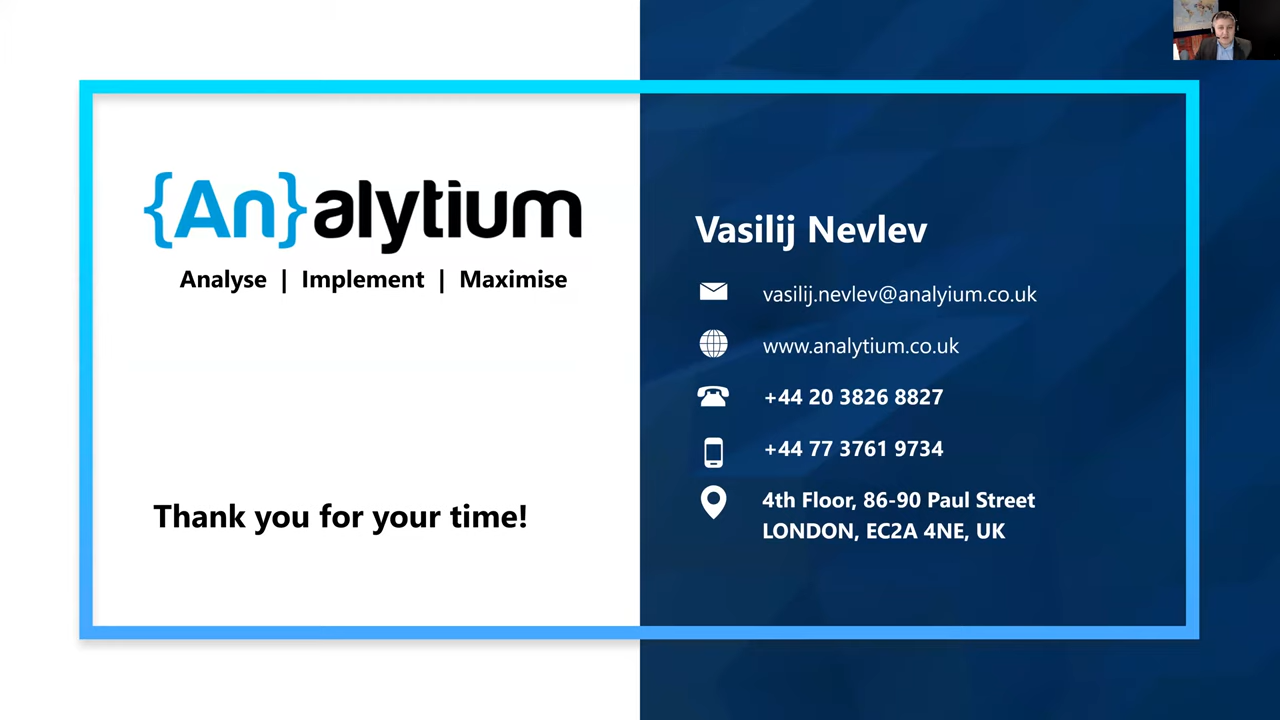 {An}alytium
Analyse | Implement | Maximise
Thank you for your time!
Vasilij Nevlev
vasilij.nevlev@analyium.co.uk
www.analytium.co.uk
+44 20 3826 8827
+44 77 3761 9734
4th Floor, 86-90 Paul Street
LONDON, EC2A 4NE, UK